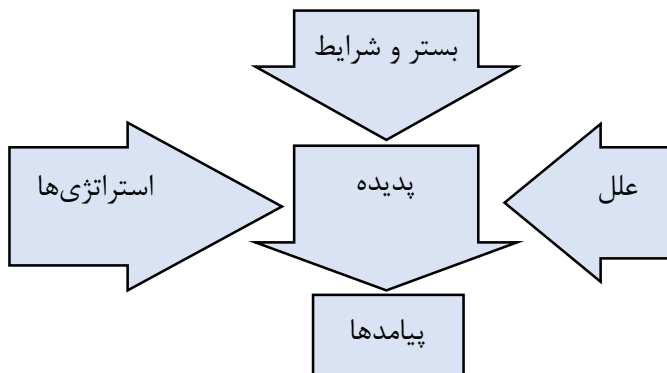 بستر و شرایط
علل
پدیده
استراتژی‌ها
پیامدها